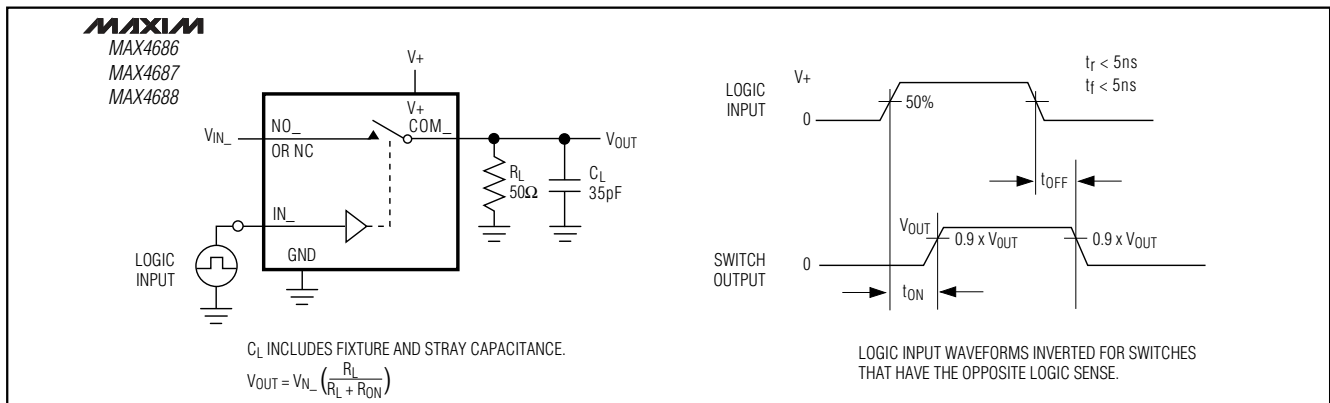 MAXIM
MAX4686
MAX4687
MAX4688
V+
V+
VIN_
NO_
COM_
OR NC
VOUT
RL
50Ω
CL
35pF
IN_
GND
LOGIC
INPUT
CL INCLUDES FIXTURE AND STRAY CAPACITANCE.
VOUT = VN_ (RL / RL + RON)
LOGIC
INPUT
V+
0
50%
tr < 5ns
tf < 5ns
tOFF
SWITCH
OUTPUT
VOUT
0
0.9 x VOUT
0.9 x VOUT
tON
LOGIC INPUT WAVEFORMS INVERTED FOR SWITCHES
THAT HAVE THE OPPOSITE LOGIC SENSE.